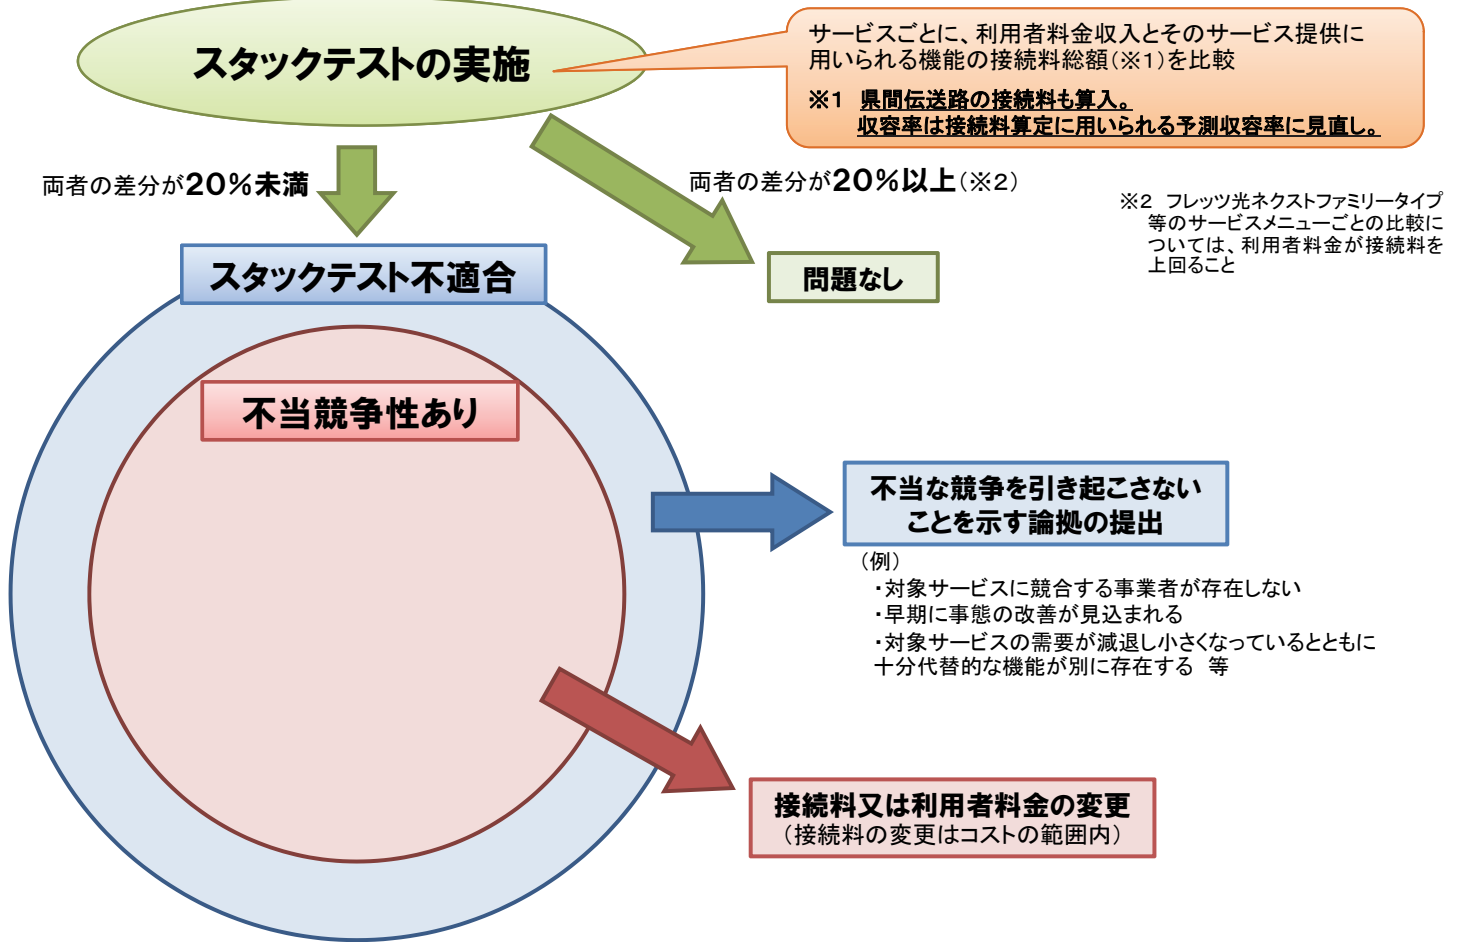 スタックテストの実施
サービスごとに、利用者料金収入とそのサービス提供に
用いられる機能の接続料総額(※1)を比較
※1 県間伝送路の接続料も算入。
収容率は接続料算定に用いられる予測収容率に見直し。
両者の差分が20%未満
両者の差分が20%以上(※2)
※2 フレッツ光ネクストファミリータイプ
等のサービスメニューごとの比較に
ついては、利用者料金が接続料を
上回ること
スタックテスト不適合
問題なし
不当競争性あり
不当な競争を引き起こさない
ことを示す論拠の提出
(例)
・対象サービスに競合する事業者が存在しない
・早期に事態の改善が見込まれる
・対象サービスの需要が減退し小さくなっているとともに
十分代替的な機能が別に存在する 等
接続料又は利用者料金の変更
(接続料の変更はコストの範囲内)